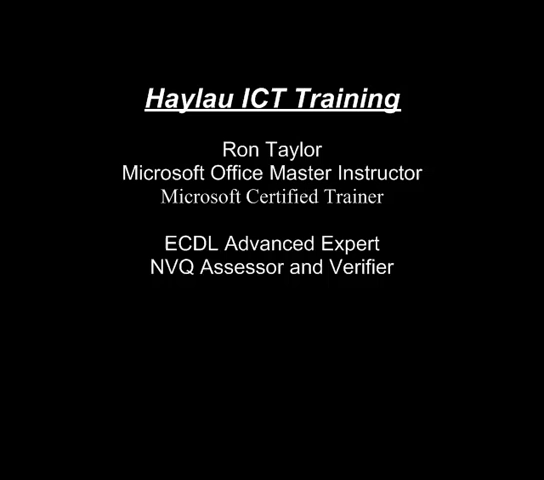 Haylau ICT Training
Ron Taylor
Microsoft Office Master Instructor
Microsoft Certified Trainer
ECDL Advanced Expert
NVQ Assessor and Verifier